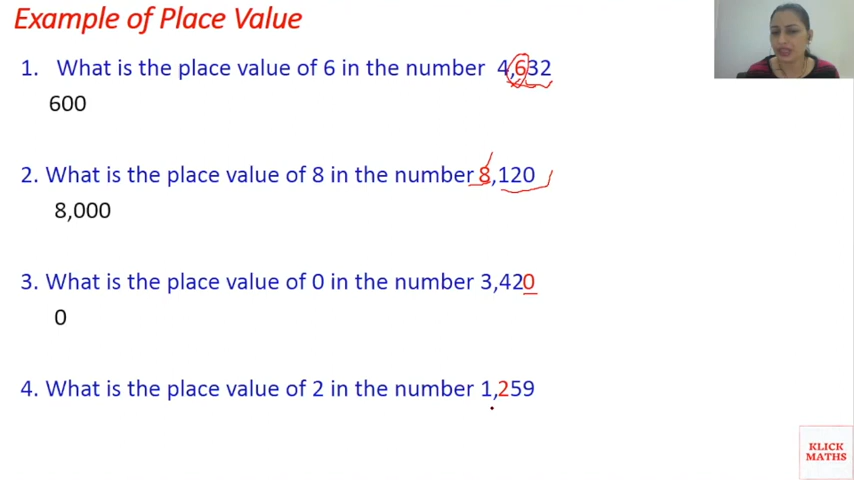 Example of Place Value
1. What is the place value of 6 in the number 4,632
600
2. What is the place value of 8 in the number 8,120
8,000
3. What is the place value of 0 in the number 3,420
0
4. What is the place value of 2 in the number 1,259
KLICK
MATHS